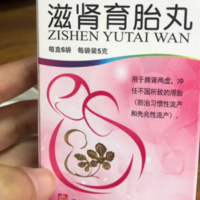 滋肾育胎丸
ZISHEN YUTAI WAN
每盒6袋 每袋装5克
用于脾肾两虚，冲
任不固所致的滑胎
（防治习惯性流产
和先兆性流产）。